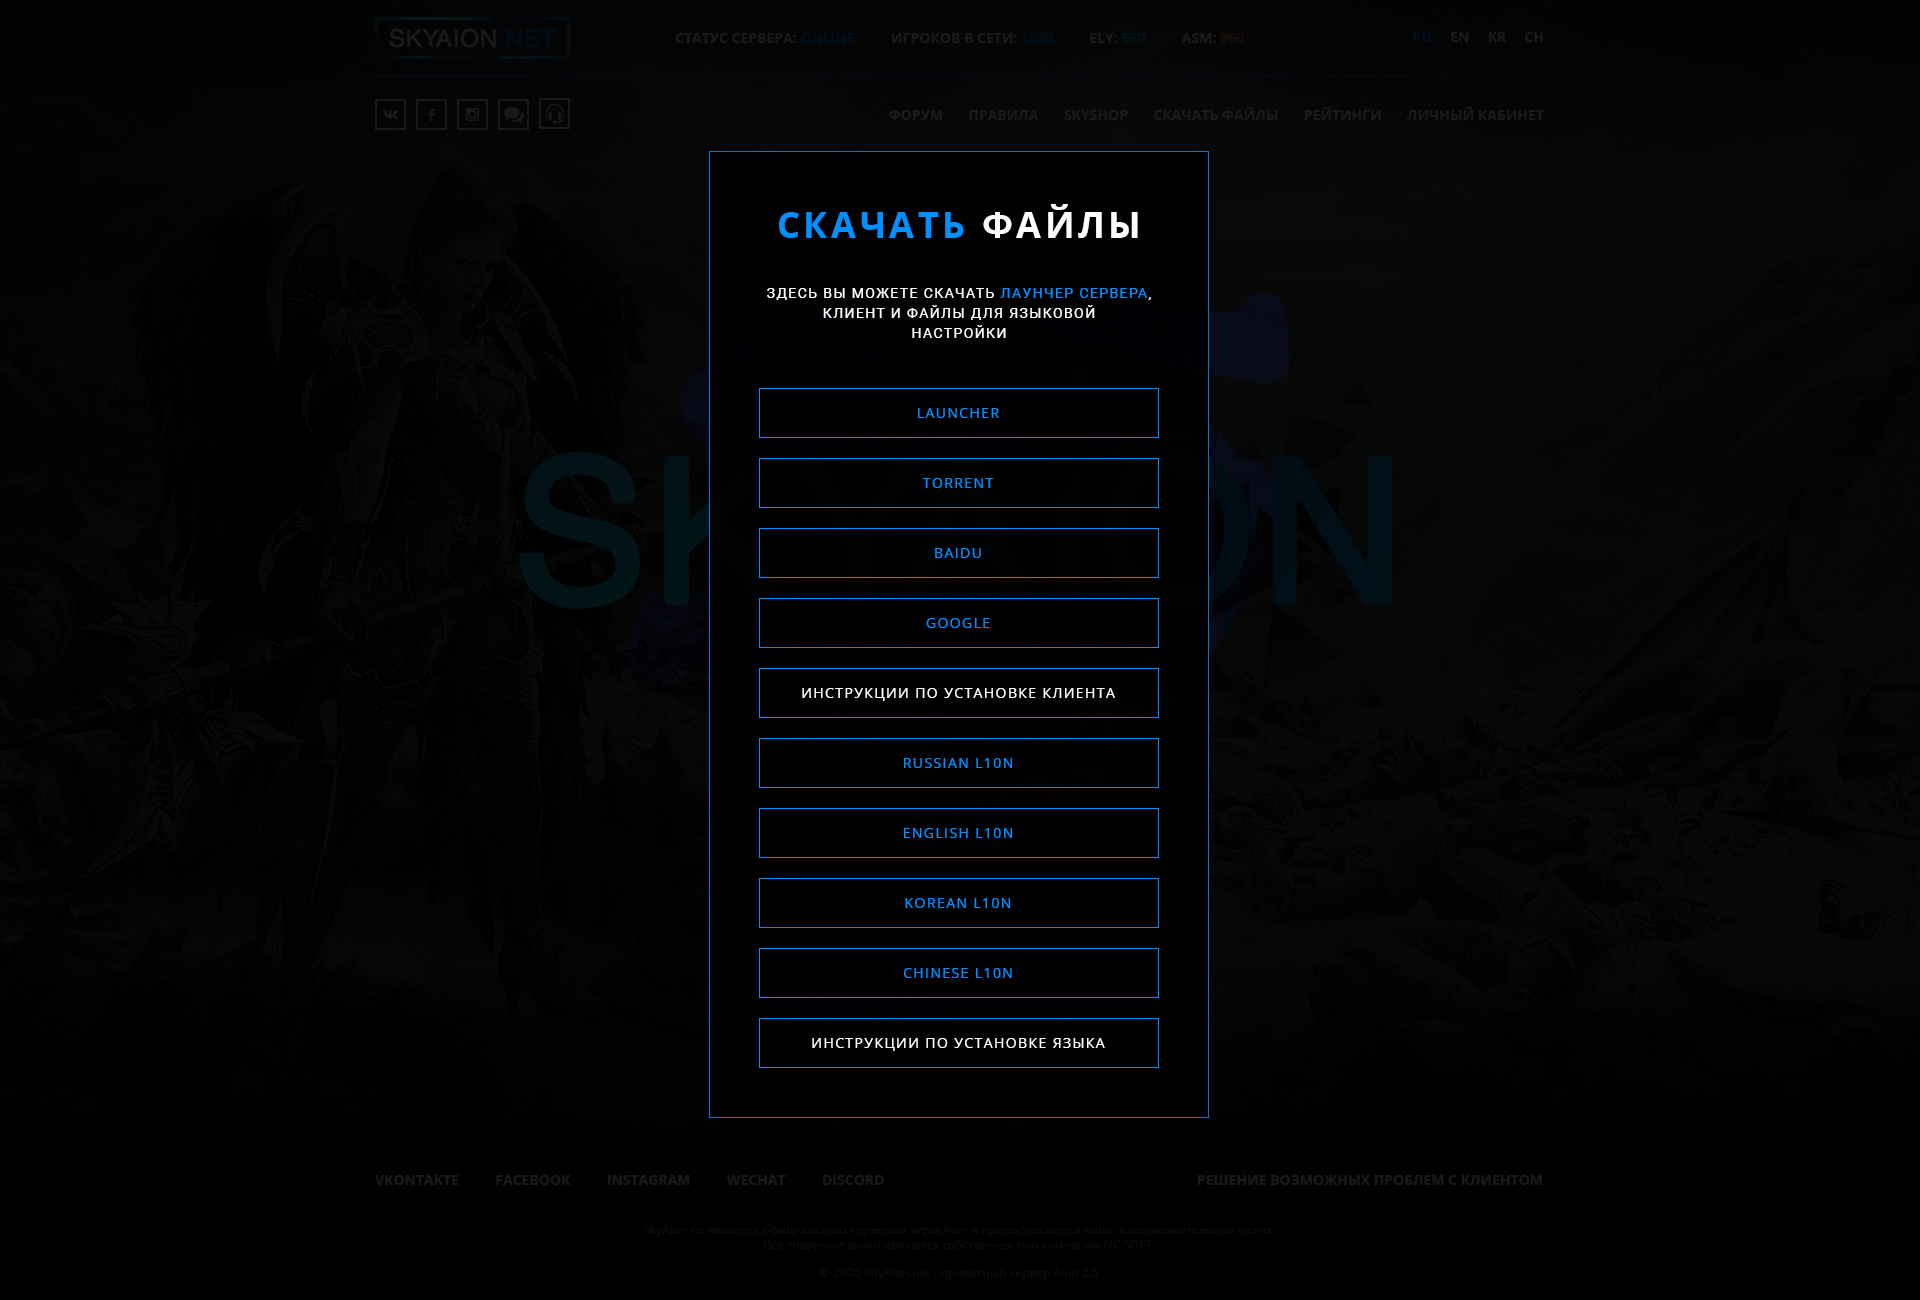 SKYAION.NET
СТАТУС СЕРВЕРА: ONLINE ИГРОКОВ В СЕТИ: 1920 ELY: 960 ASM: 960
RU EN KR CH
ФОРУМ ПРАВИЛА SKYSHOP СКАЧАТЬ ФАЙЛЫ РЕЙТИНГИ ЛИЧНЫЙ КАБИНЕТ
СКАЧАТЬ ФАЙЛЫ
ЗДЕСЬ ВЫ МОЖЕТЕ СКАЧАТЬ ЛАУНЧЕР СЕРВЕРА,
КЛИЕНТ И ФАЙЛЫ ДЛЯ ЯЗЫКОВОЙ
НАСТРОЙКИ
LAUNCHER
TORRENT
SKYAION
BAIDU
GOOGLE
ИНСТРУКЦИИ ПО УСТАНОВКЕ КЛИЕНТА
RUSSIAN L10N
ENGLISH L10N
KOREAN L10N
CHINESE L10N
ИНСТРУКЦИИ ПО УСТАНОВКЕ ЯЗЫКА
VKONTAKTE FACEBOOK INSTAGRAM WECHAT DISCORD
РЕШЕНИЕ ВОЗМОЖНЫХ ПРОБЛЕМ С КЛИЕНТОМ
SkyAion не является официальным сервером игры Aion и предоставляется лишь в ознакомительных целях.
Все товарные знаки являются собственностью компании NC SOFT
© 2020 ShyAion.net - приватный сервер Aion 2.5